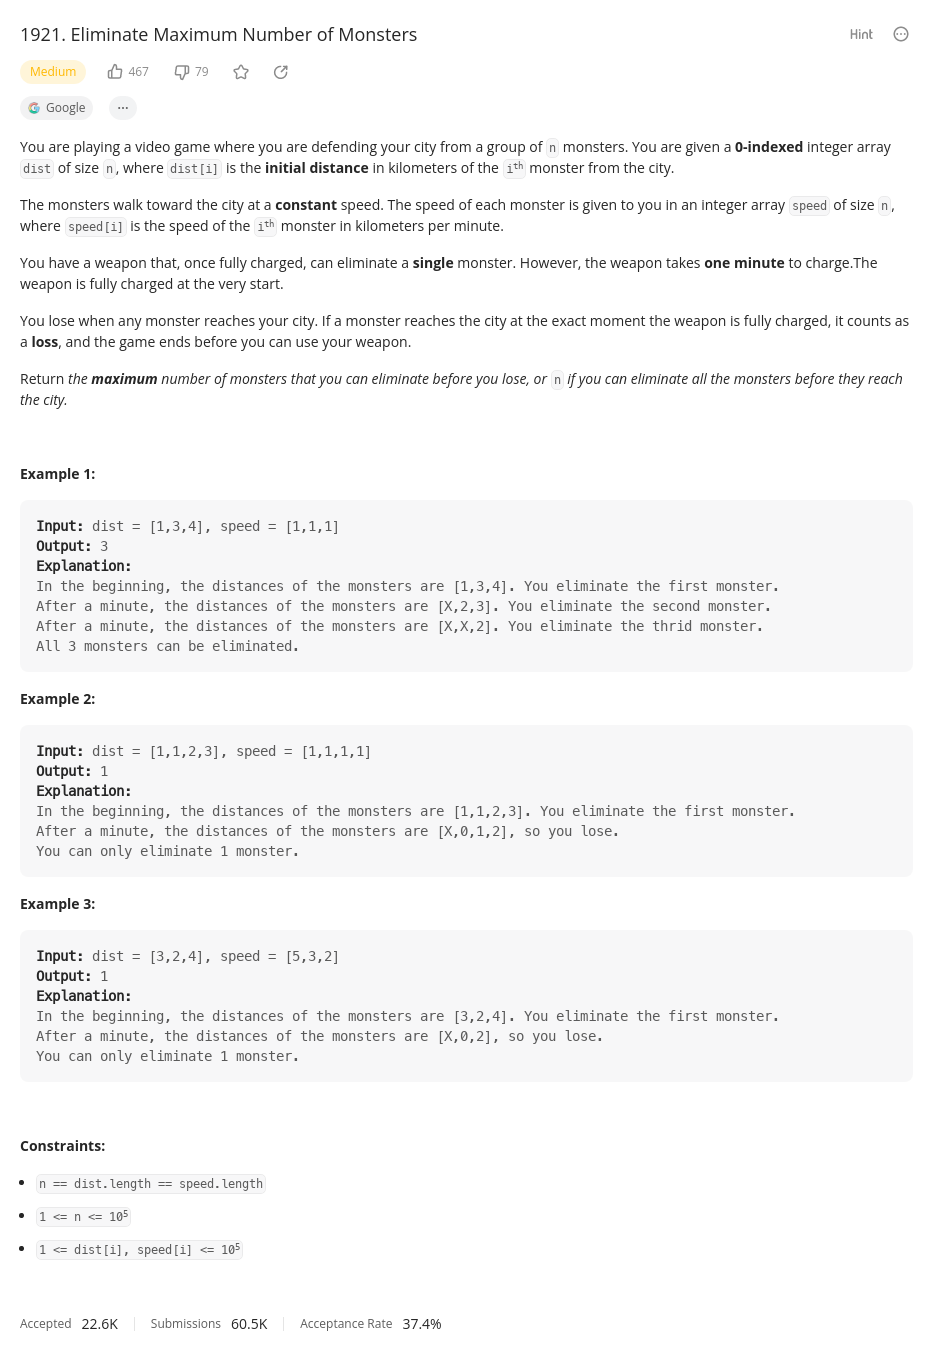 1921. Eliminate Maximum Number of Monsters
Hint
Medium 467 79
Google ...
You are playing a video game where you are defending your city from a group of n monsters. You are given a 0-indexed integer array
dist of size n, where dist[i] is the initial distance in kilometers of the ith monster from the city.
The monsters walk toward the city at a constant speed. The speed of each monster is given to you in an integer array speed of size n,
where speed[i] is the speed of the ith monster in kilometers per minute.
You have a weapon that, once fully charged, can eliminate a single monster. However, the weapon takes one minute to charge.The
weapon is fully charged at the very start.
You lose when any monster reaches your city. If a monster reaches the city at the exact moment the weapon is fully charged, it counts as
a loss, and the game ends before you can use your weapon.
Return the maximum number of monsters that you can eliminate before you lose, or n if you can eliminate all the monsters before they reach
the city.
Example 1:
Input: dist = [1,3,4], speed = [1,1,1]
Output: 3
Explanation:
In the beginning, the distances of the monsters are [1,3,4]. You eliminate the first monster.
After a minute, the distances of the monsters are [X,2,3]. You eliminate the second monster.
After a minute, the distances of the monsters are [X,X,2]. You eliminate the thrid monster.
All 3 monsters can be eliminated.
Example 2:
Input: dist = [1,1,2,3], speed = [1,1,1,1]
Output: 1
Explanation:
In the beginning, the distances of the monsters are [1,1,2,3]. You eliminate the first monster.
After a minute, the distances of the monsters are [X,0,1,2], so you lose.
You can only eliminate 1 monster.
Example 3:
Input: dist = [3,2,4], speed = [5,3,2]
Output: 1
Explanation:
In the beginning, the distances of the monsters are [3,2,4]. You eliminate the first monster.
After a minute, the distances of the monsters are [X,0,2], so you lose.
You can only eliminate 1 monster.
Constraints:
• n == dist.length == speed.length
• 1 <= n <= 10⁵
• 1 <= dist[i], speed[i] <= 10⁵
Accepted 22.6K Submissions 60.5K Acceptance Rate 37.4%